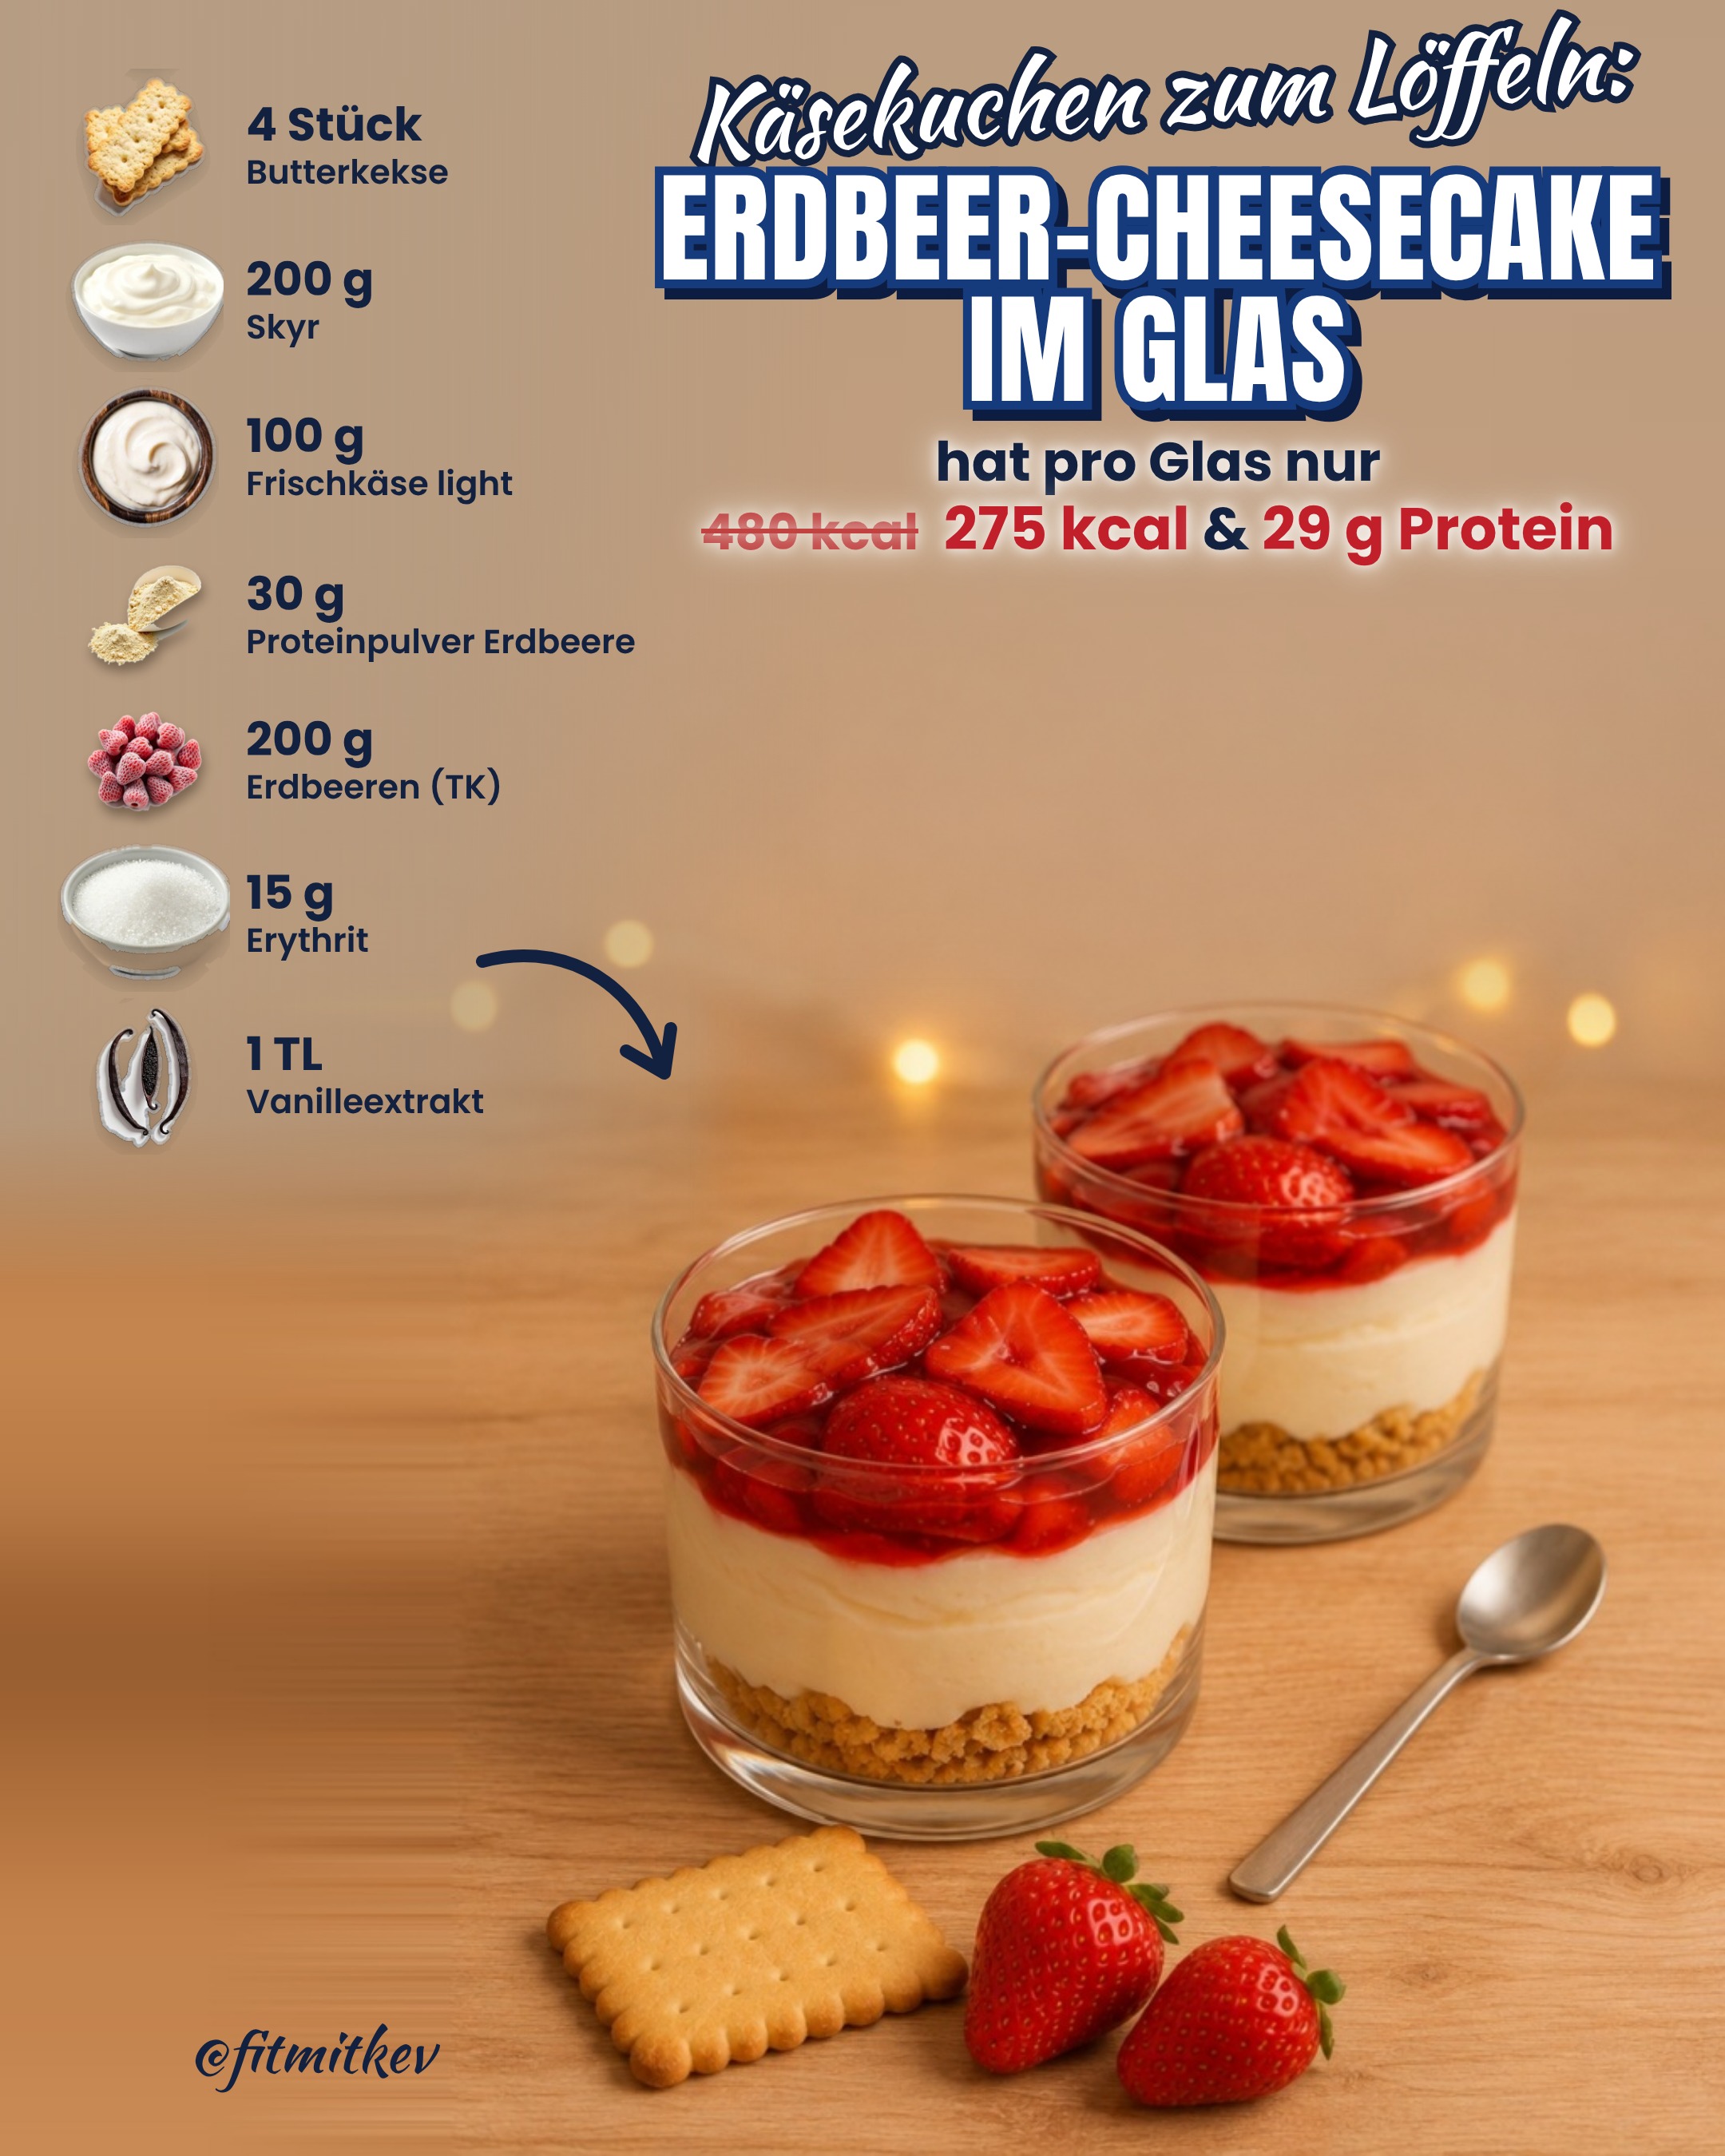 Käsekuchen zum Löffeln:
ERDBEER-CHEESECAKE
IM GLAS
hat pro Glas nur
480 kcal 275 kcal & 29 g Protein
4 Stück
Butterkekse
200 g
Skyr
100 g
Frischkäse light
30 g
Proteinpulver Erdbeere
200 g
Erdbeeren (TK)
15 g
Erythrit
1 TL
Vanilleextrakt
@fitmitkev